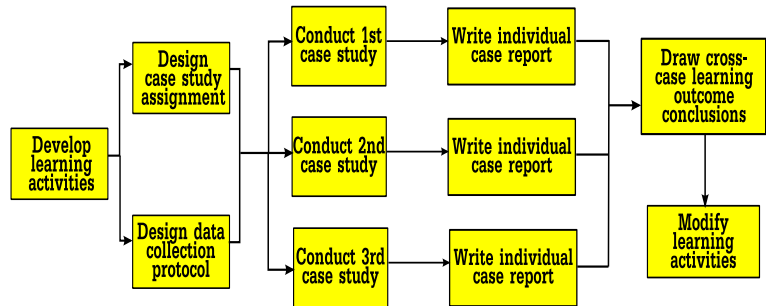 Develop
learning
activities
Design
case study
assignment
Design data
collection
protocol
Conduct 1st
case study
Conduct 2nd
case study
Conduct 3rd
case study
Write individual
case report
Write individual
case report
Write individual
case report
Draw cross-
case learning
outcome
conclusions
Modify
learning
activities